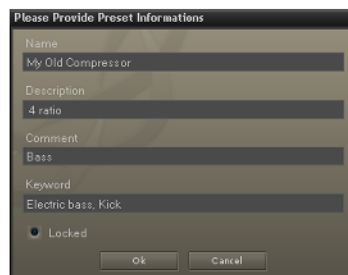 Please Provide Preset Informations
Name
My Old Compressor
Description
4 ratio
Comment
Bass
Keyword
Electric bass, Kick
Locked
Ok Cancel